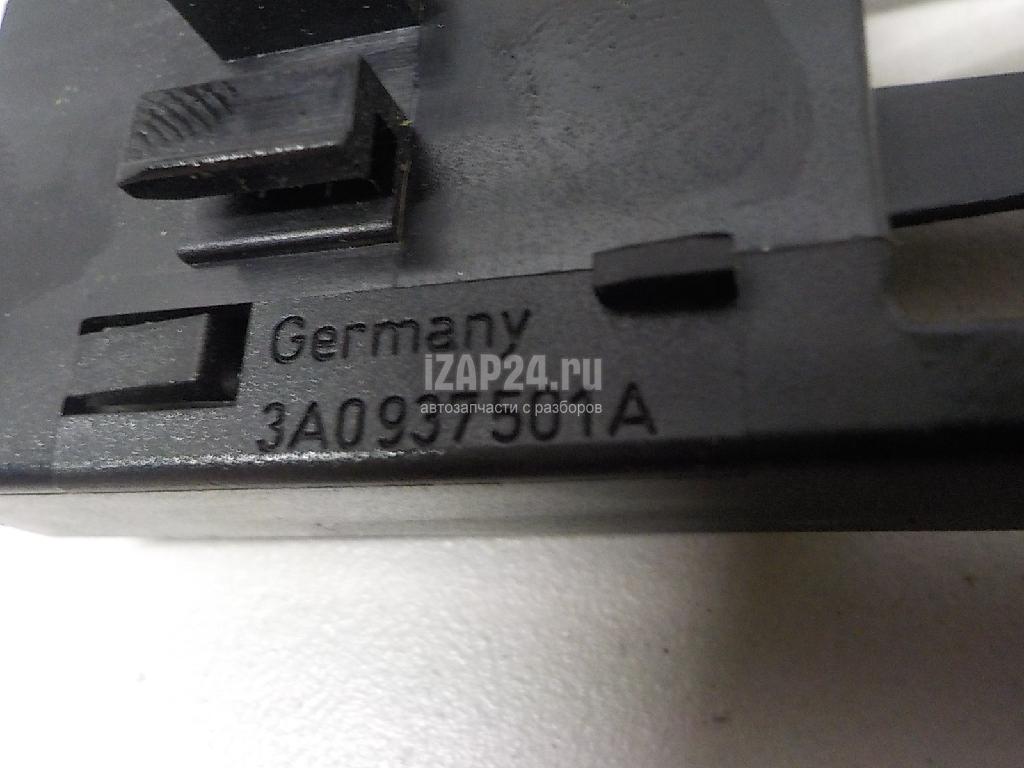 Germany
iZAP24.ru
автозапчасти с разборов
3A0937501A